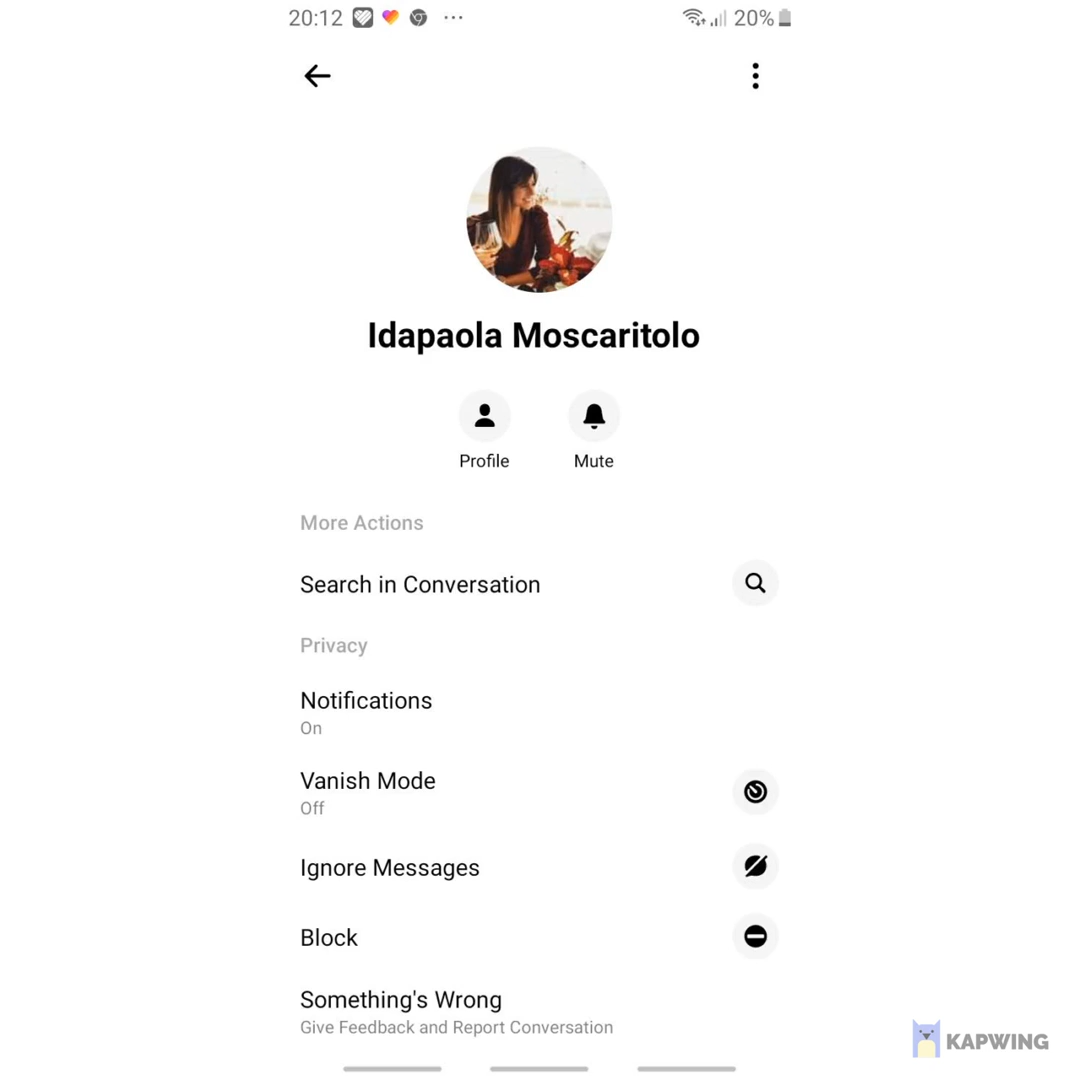 20:12 20%
Idapaola Moscaritolo
Profile Mute
More Actions
Search in Conversation
Privacy
Notifications
On
Vanish Mode
Off
Ignore Messages
Block
Something's Wrong
Give Feedback and Report Conversation
KAPWING